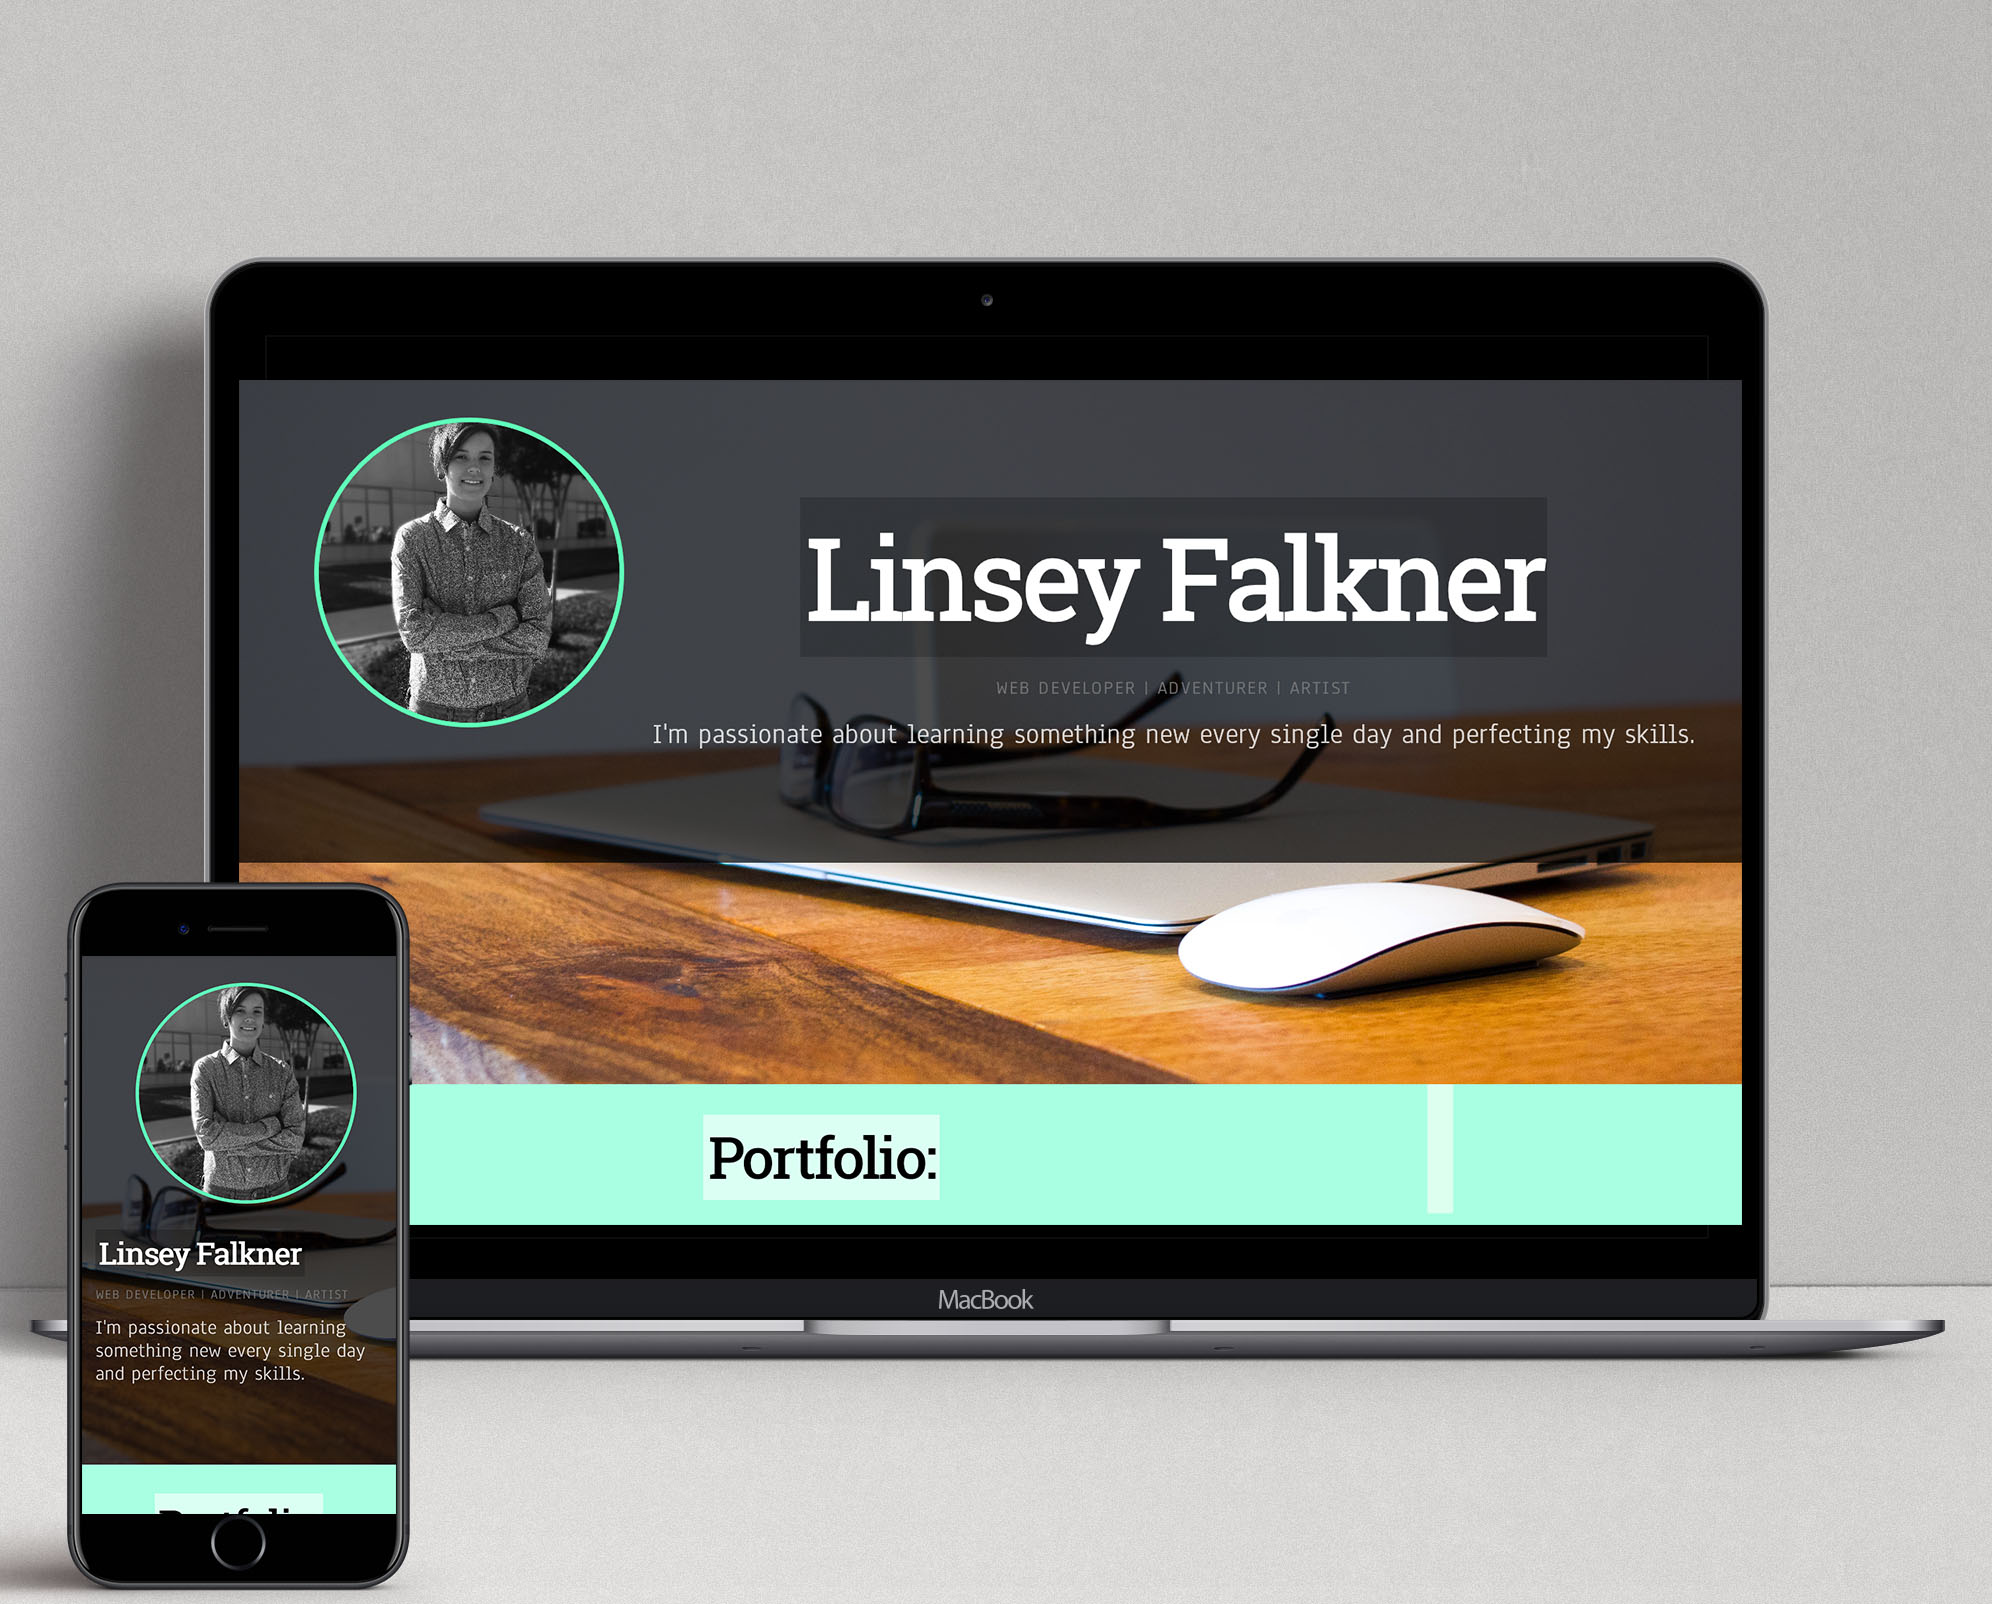 Linsey Falkner
WEB DEVELOPER | ADVENTURER | ARTIST
I'm passionate about learning something new every single day and perfecting my skills.
Portfolio:
MacBook
Linsey Falkner
WEB DEVELOPER | ADVENTURER | ARTIST
I'm passionate about learning
something new every single day
and perfecting my skills.